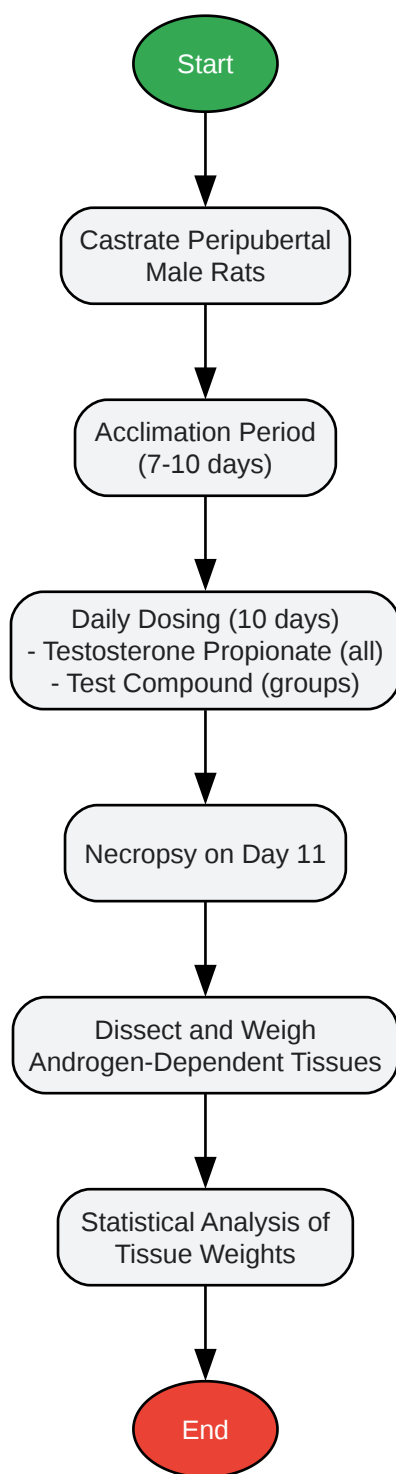 Start
Castrate Peripubertal
Male Rats
Acclimation Period
(7-10 days)
Daily Dosing (10 days)
- Testosterone Propionate (all)
- Test Compound (groups)
Necropsy on Day 11
Dissect and Weigh
Androgen-Dependent Tissues
Statistical Analysis of
Tissue Weights
End